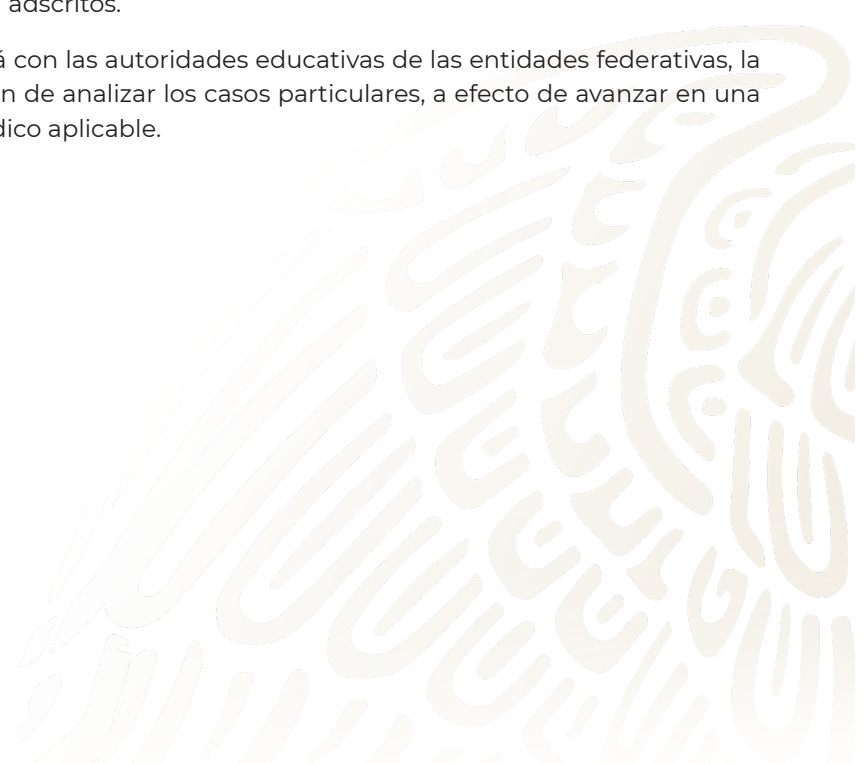 adscritos.
á con las autoridades educativas de las entidades federativas, la
n de analizar los casos particulares, a efecto de avanzar en una
dico aplicable.